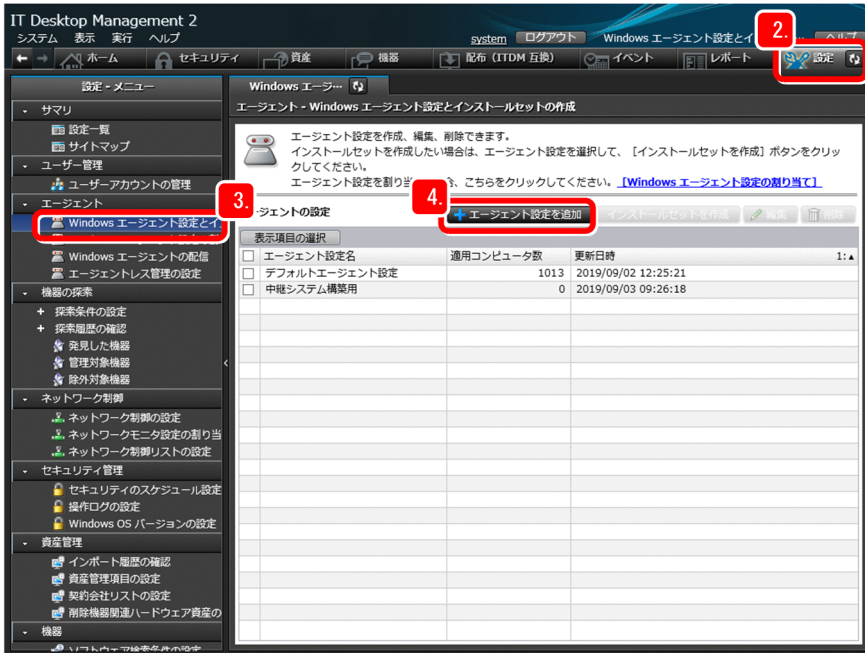 IT Desktop Management 2
システム 表示 実行 ヘルプ
system ログアウト Windows エージェント設定とイ
2.
ホーム セキュリティ 資産 機器 配布（ITDM 互換） イベント レポート 設定
設定 - メニュー
サマリ
設定一覧
サイトマップ
ユーザー管理
ユーザーアカウントの管理
エージェント
3.
Windows エージェント設定とイ
Windows エージェントの配信
エージェントレス管理の設定
機器の探索
探索条件の設定
探索履歴の確認
発見した機器
管理対象機器
除外対象機器
ネットワーク制御
ネットワーク制御の設定
ネットワークモニタ設定の割り当
ネットワーク制御リストの設定
セキュリティ管理
セキュリティのスケジュール設定
操作ログの設定
Windows OS バージョンの設定
資産管理
インポート履歴の確認
資産管理項目の設定
契約会社リストの設定
削除機器関連ハードウェア資産の
機器
ソフトウェア検索条件の設定
Windows エージ…
エージェント - Windows エージェント設定とインストールセットの作成
エージェント設定を作成、編集、削除できます。
インストールセットを作成したい場合は、エージェント設定を選択して、［インストールセットを作成］ボタンをクリッ
クしてください。
エージェント設定を割り当 合、こちらをクリックしてください。 [Windows エージェント設定の割り当て]
4.
ージェントの設定
エージェント設定を追加 インストールセットを作成 編集 削除
表示項目の選択
エージェント設定名 適用コンピュータ数 更新日時 1:▲
デフォルトエージェント設定 1013 2019/09/02 12:25:21
中継システム構築用 0 2019/09/03 09:26:18